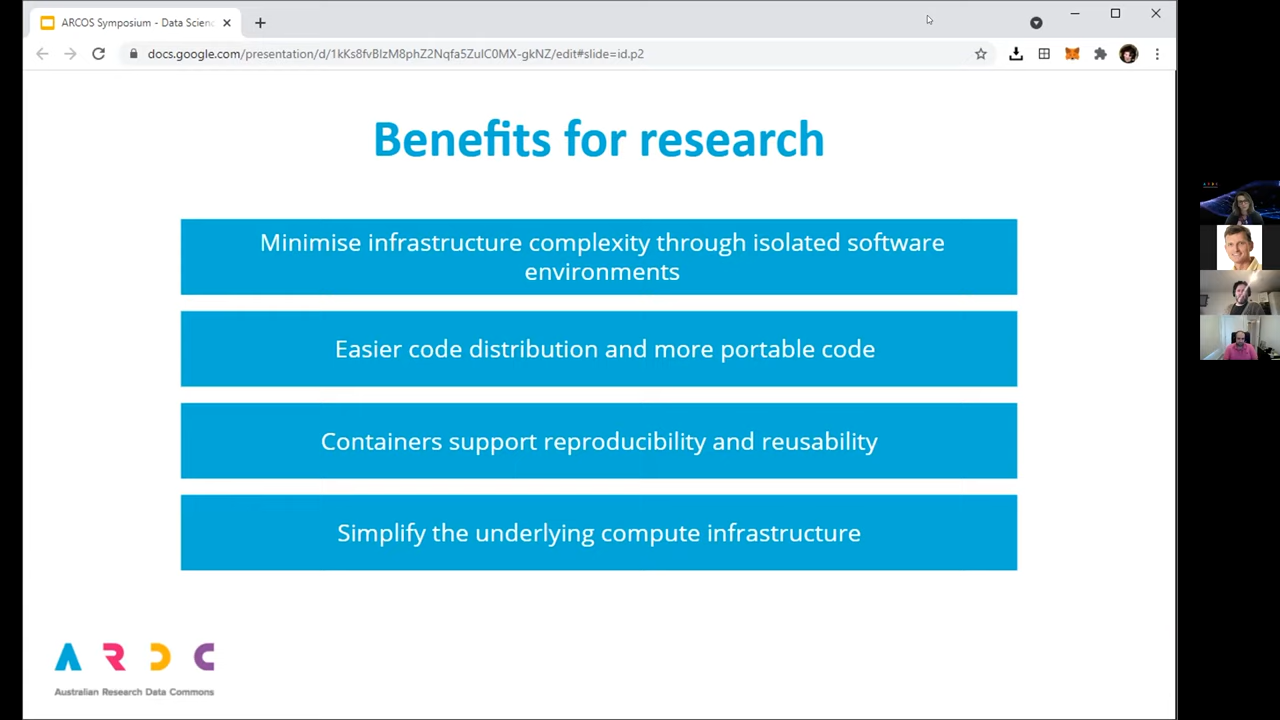 ARCOS Symposium - Data Scienc
docs.google.com/presentation/d/1kKs8fvBlzM8phZ2Nqfa5ZulC0MX-gkNZ/edit#slide=id.p2
Benefits for research
Minimise infrastructure complexity through isolated software
environments
Easier code distribution and more portable code
Containers support reproducibility and reusability
Simplify the underlying compute infrastructure
A R D C
Australian Research Data Commons